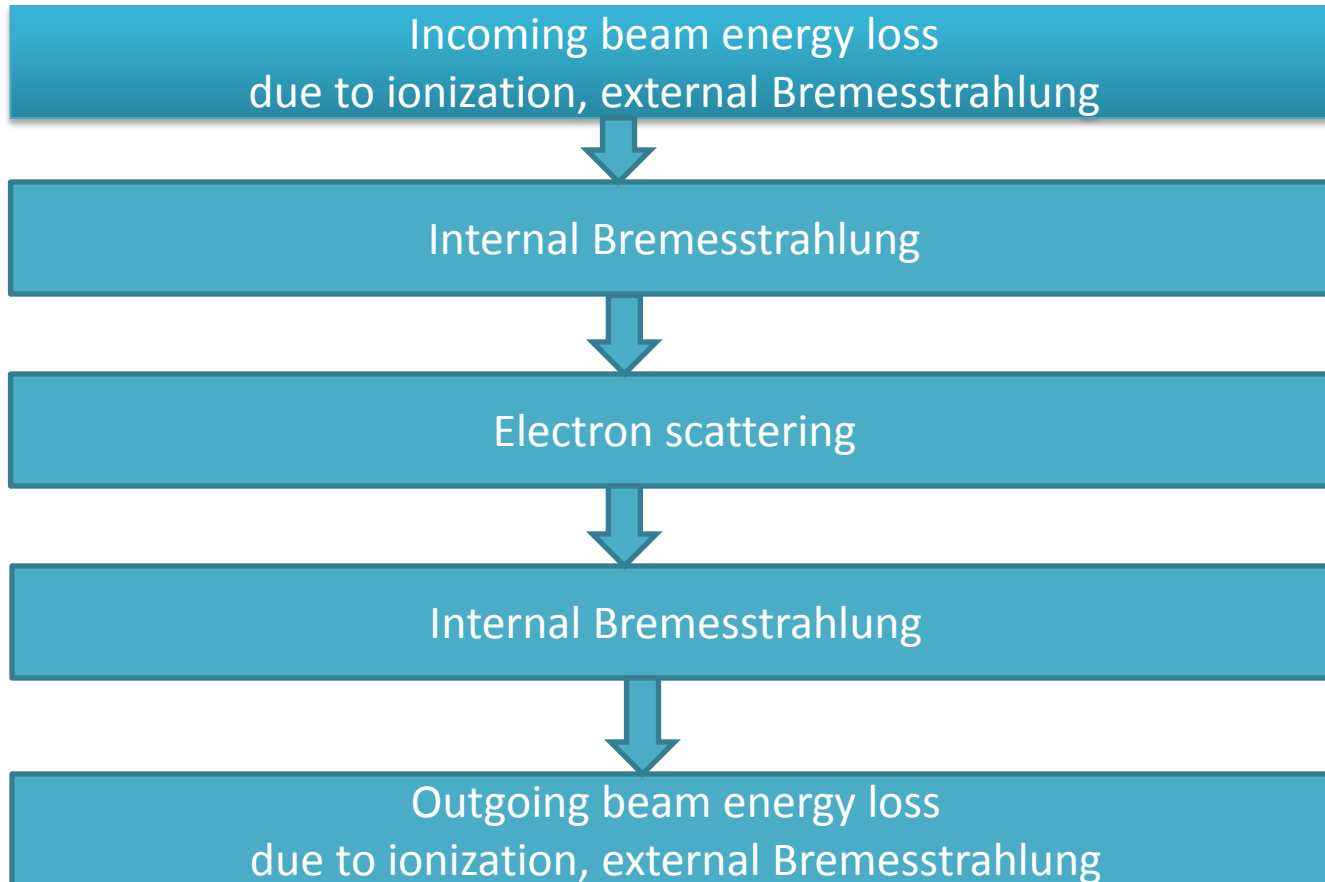 Incoming beam energy loss
due to ionization, external Bremesstrahlung
Internal Bremesstrahlung
Electron scattering
Internal Bremesstrahlung
Outgoing beam energy loss
due to ionization, external Bremesstrahlung